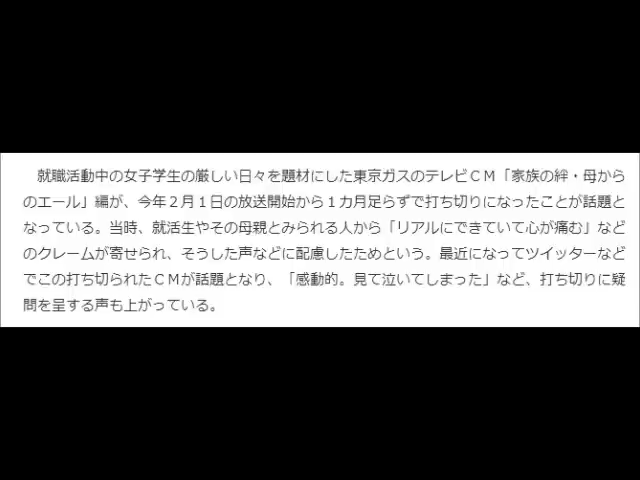 就職活動中の女子学生の厳しい日々を題材にした東京ガスのテレビＣＭ「家族の絆・母から
のエール」編が、今年２月１日の放送開始から１カ月足らずで打ち切りになったことが話題と
なっている。当時、就活生やその母親とみられる人から「リアルにできていて心が痛む」など
のクレームが寄せられ、そうした声などに配慮したためという。最近になってツイッターなど
でこの打ち切られたＣＭが話題となり、「感動的。見て泣いてしまった」など、打ち切りに疑
問を呈する声も上がっている。